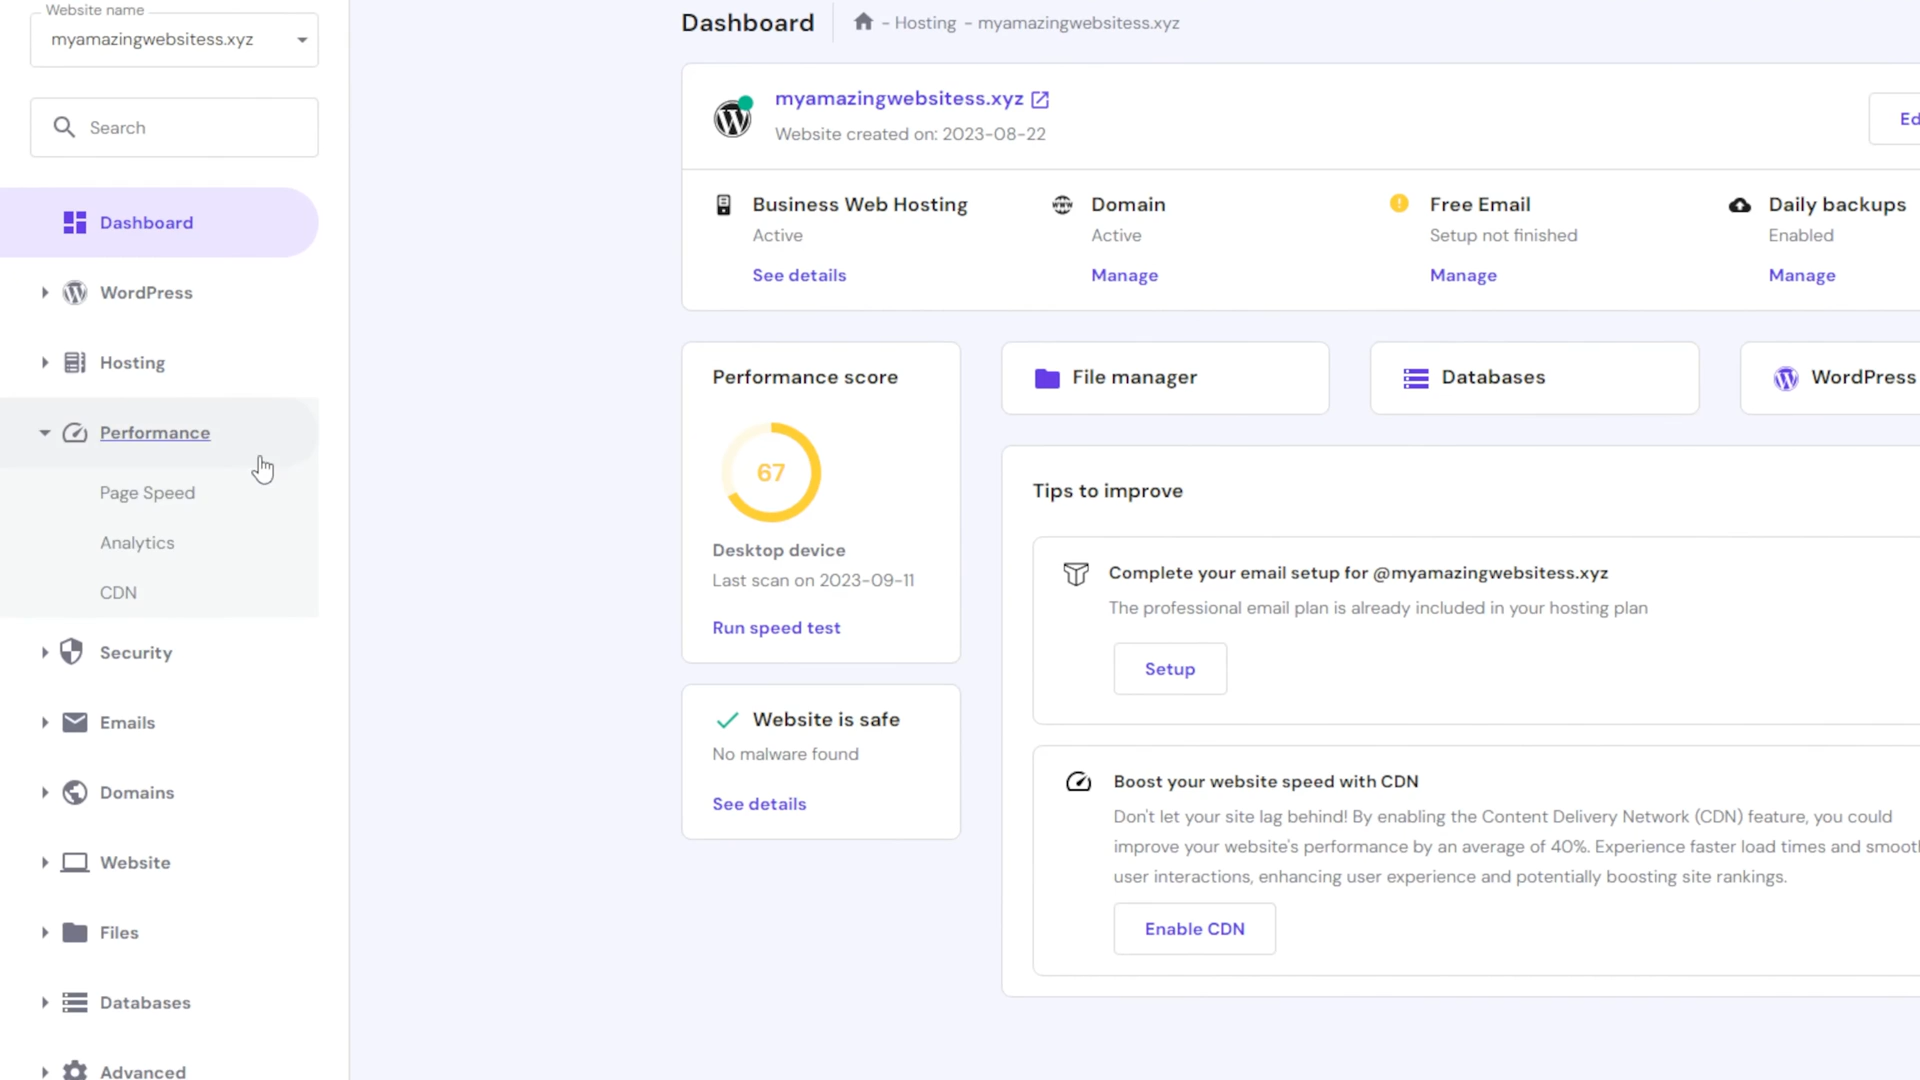 Website name
myamazingwebsitess.xyz
Search
Dashboard
WordPress
Hosting
Performance
Page Speed
Analytics
CDN
Security
Emails
Domains
Website
Files
Databases
Advanced
Dashboard
- Hosting - myamazingwebsitess.xyz
myamazingwebsitess.xyz
Website created on: 2023-08-22
Ed
Business Web Hosting
Active
See details
Domain
Active
Manage
Free Email
Setup not finished
Manage
Daily backups
Enabled
Manage
Performance score
67
Desktop device
Last scan on 2023-09-11
Run speed test
Website is safe
No malware found
See details
File manager
Databases
WordPress
Tips to improve
Complete your email setup for @myamazingwebsitess.xyz
The professional email plan is already included in your hosting plan
Setup
Boost your website speed with CDN
Don't let your site lag behind! By enabling the Content Delivery Network (CDN) feature, you could
improve your website's performance by an average of 40%. Experience faster load times and smoot
user interactions, enhancing user experience and potentially boosting site rankings.
Enable CDN